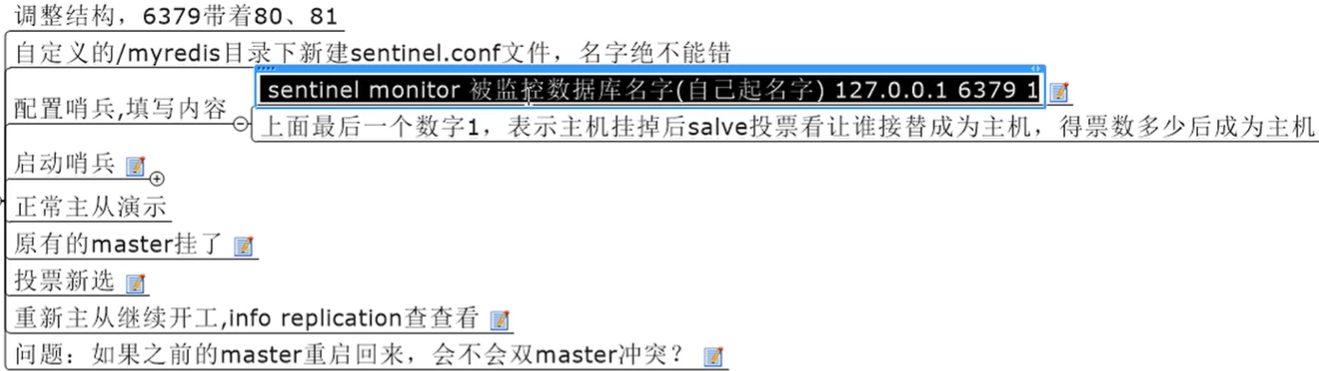 调整结构，6379带着80、81
自定义的/myredis目录下新建sentinel.conf文件，名字绝不能错
配置哨兵,填写内容
sentinel monitor 被监控数据库名字(自己起名字) 127.0.0.1 6379 1
上面最后一个数字1，表示主机挂掉后salve投票看让谁接替成为主机，得票数多少后成为主机
启动哨兵
正常主从演示
原有的master挂了
投票新选
重新主从继续开工,info replication查查看
问题：如果之前的master重启回来，会不会双master冲突？